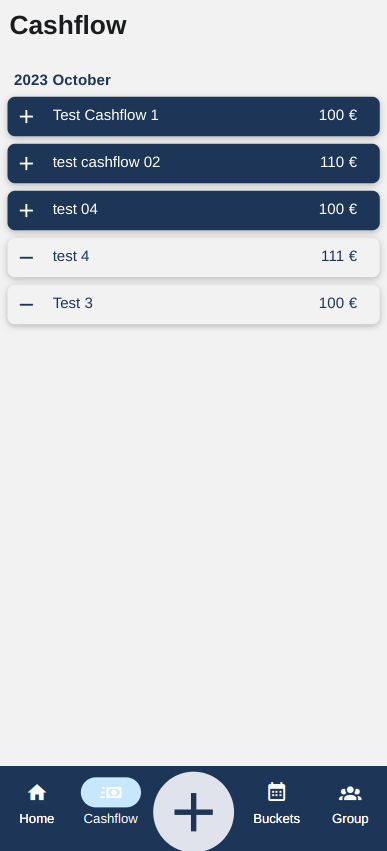 Cashflow
2023 October
Test Cashflow 1 100 €
test cashflow 02 110 €
test 04 100 €
test 4 111 €
Test 3 100 €
Home Cashflow Buckets Group